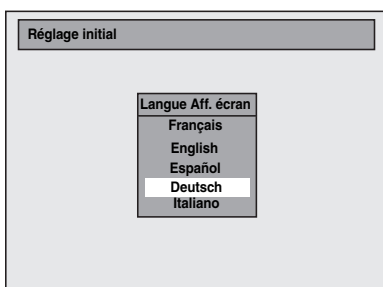 Réglage initial
Langue Aff. écran
Français
English
Español
Deutsch
Italiano